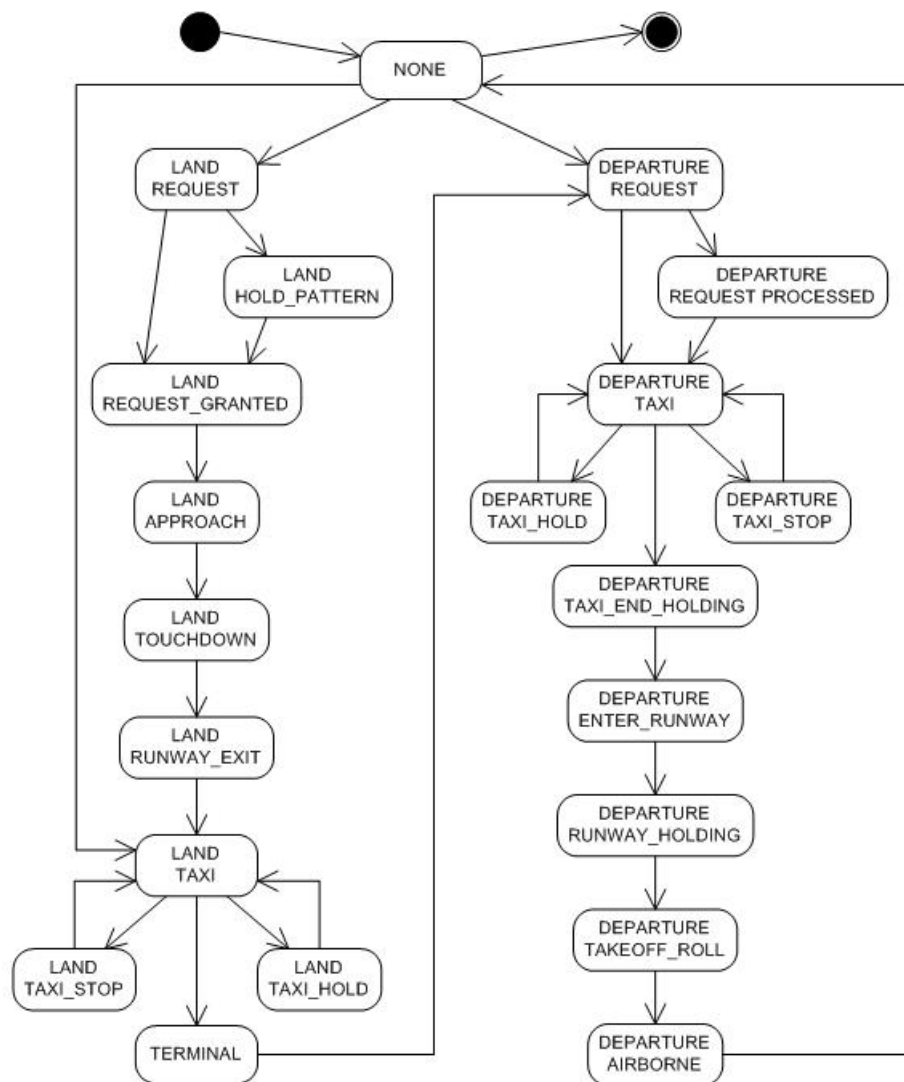 NONE
LAND
REQUEST
DEPARTURE
REQUEST
LAND
HOLD_PATTERN
DEPARTURE
REQUEST PROCESSED
LAND
REQUEST_GRANTED
DEPARTURE
TAXI
LAND
APPROACH
DEPARTURE
TAXI_HOLD
DEPARTURE
TAXI_STOP
DEPARTURE
TAXI_END_HOLDING
LAND
TOUCHDOWN
DEPARTURE
ENTER_RUNWAY
LAND
RUNWAY_EXIT
DEPARTURE
RUNWAY_HOLDING
LAND
TAXI
DEPARTURE
TAKEOFF_ROLL
LAND
TAXI_STOP
LAND
TAXI_HOLD
TERMINAL
DEPARTURE
AIRBORNE